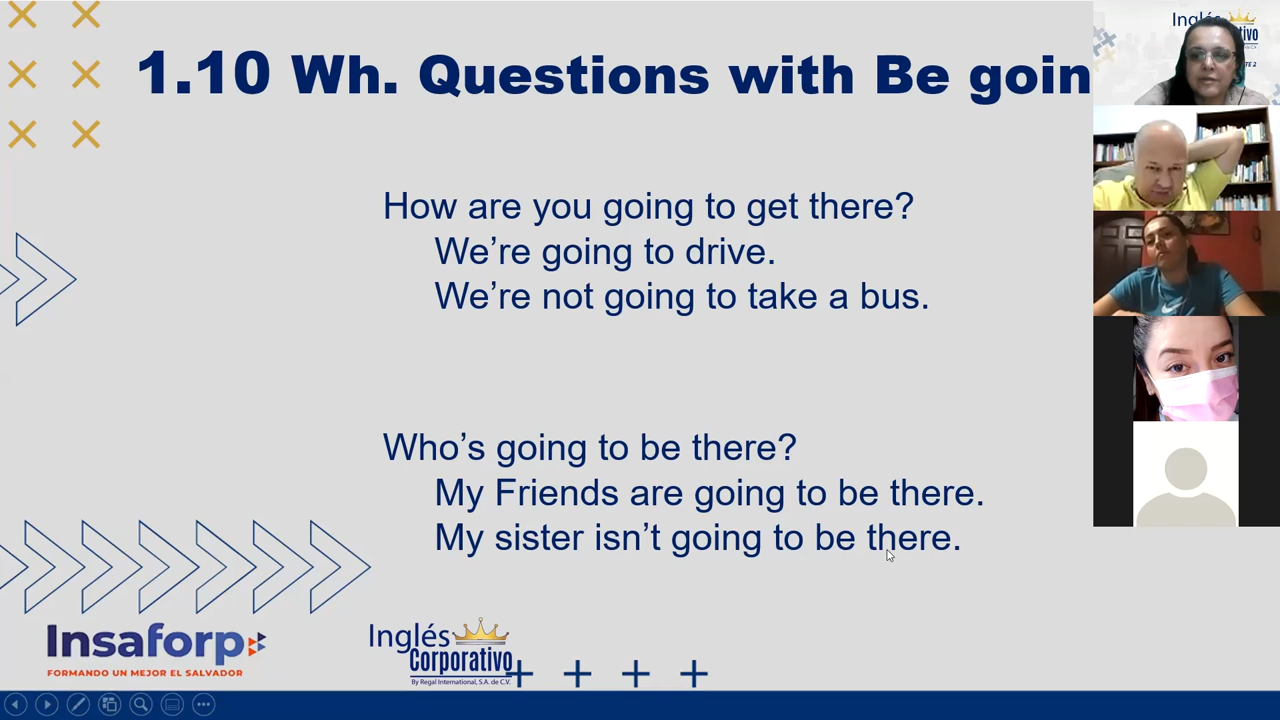 1.10 Wh. Questions with Be goin
How are you going to get there?
We’re going to drive.
We’re not going to take a bus.
Who’s going to be there?
My Friends are going to be there.
My sister isn’t going to be there.
Insaforp
FORMANDO UN MEJOR EL SALVADOR
Inglés
Corporativo
By Regal International, S.A. de C.V.